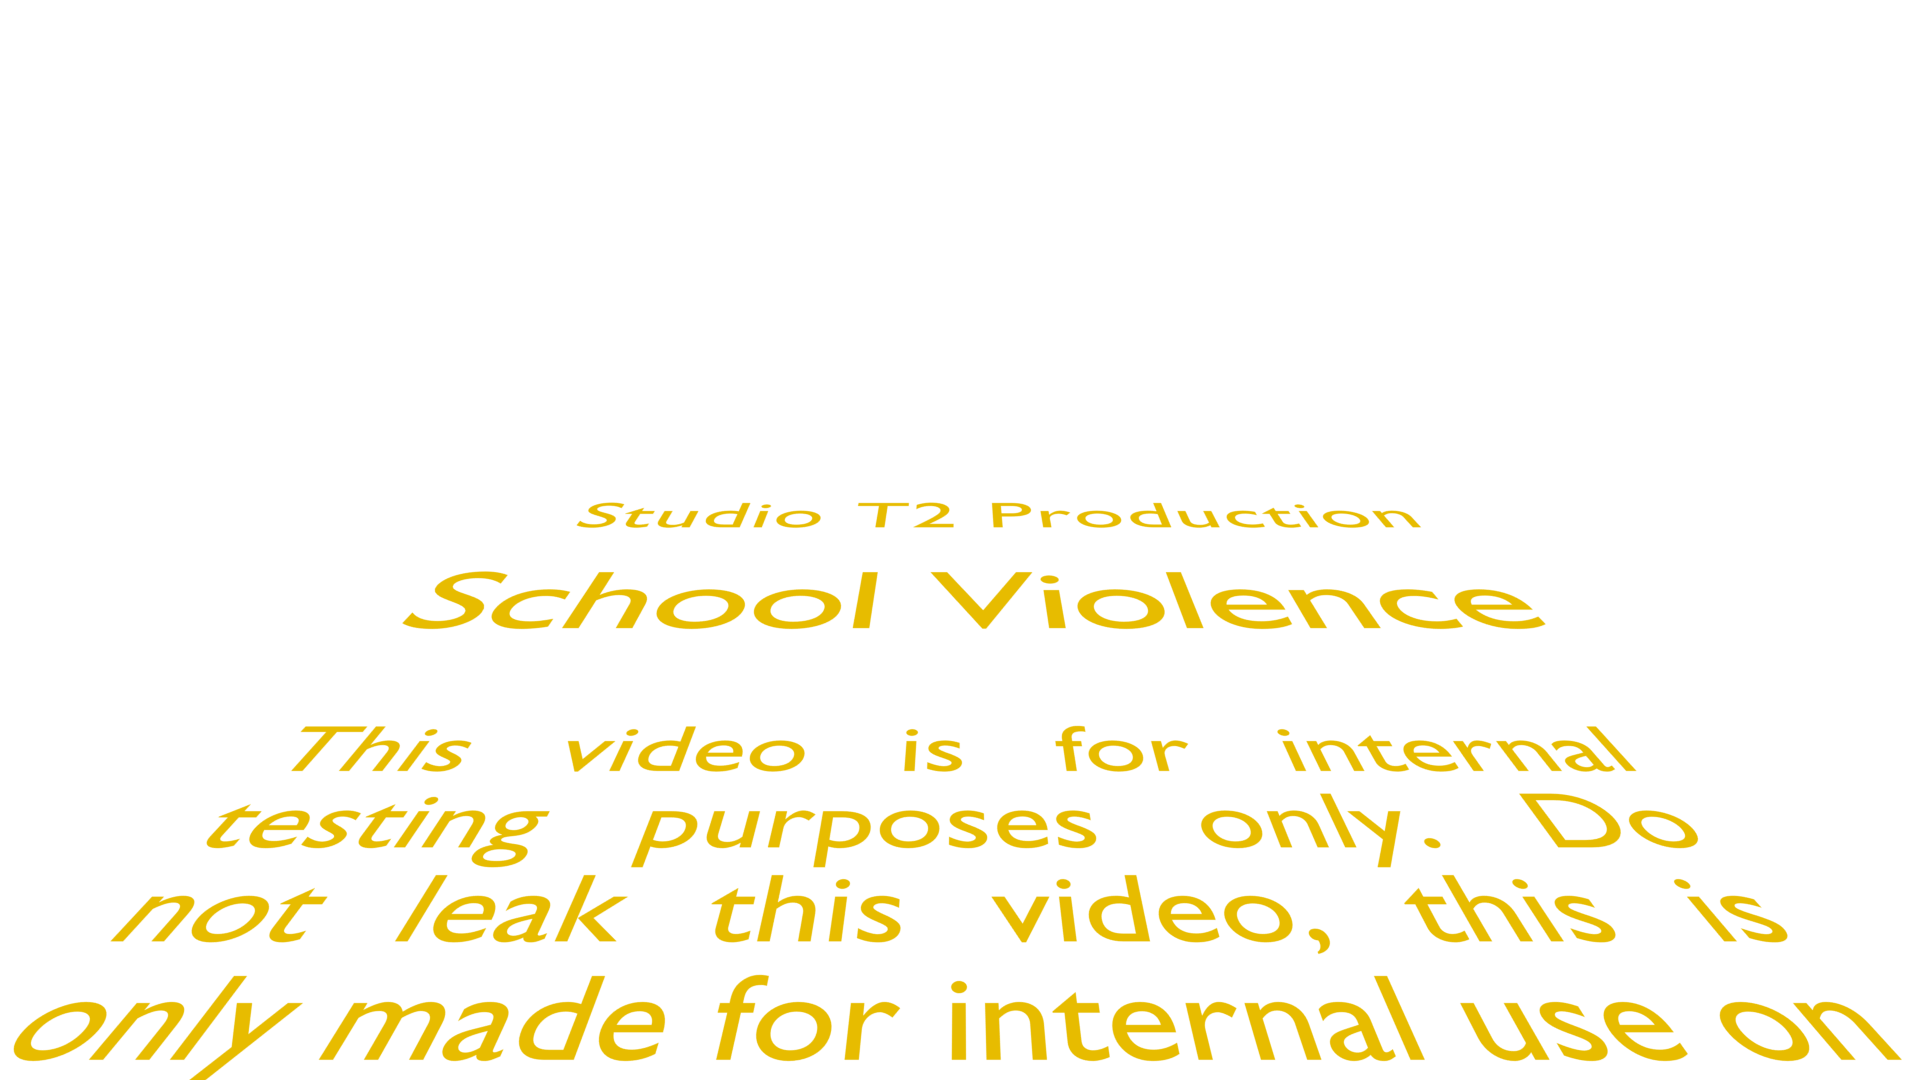 Studio T2 Production
School Violence
This video is for internal
testing purposes only. Do
not leak this video, this is
only made for internal use on